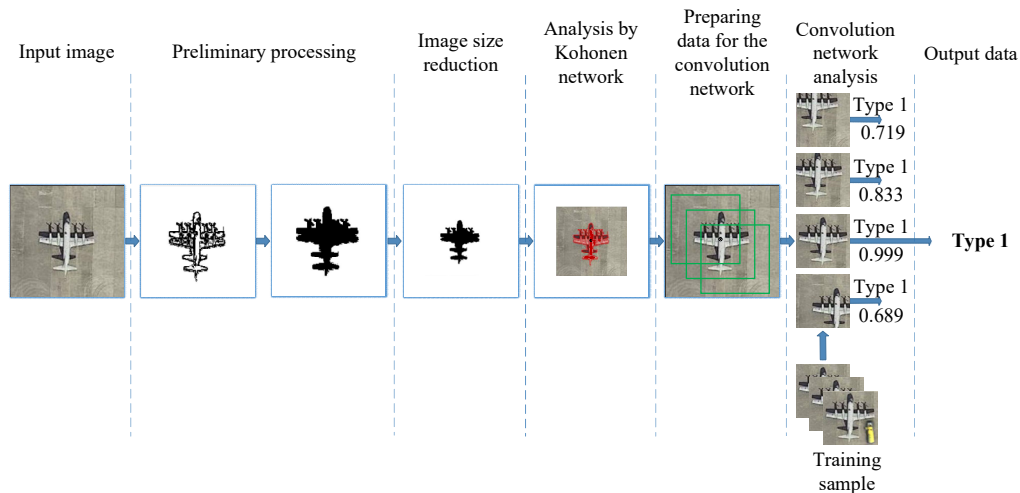 Input image
Preliminary processing
Image size
reduction
Analysis by
Kohonen
network
Preparing
data for the
convolution
network
Convolution
network
analysis
Output data
Type 1
0.719
Type 1
0.833
Type 1
0.999
Type 1
0.689
Type 1
Training
sample